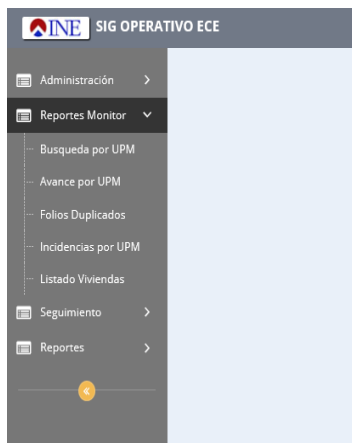 INE SIG OPERATIVO ECE
Administración
Reportes Monitor
Busqueda por UPM
Avance por UPM
Folios Duplicados
Incidencias por UPM
Listado Viviendas
Seguimiento
Reportes